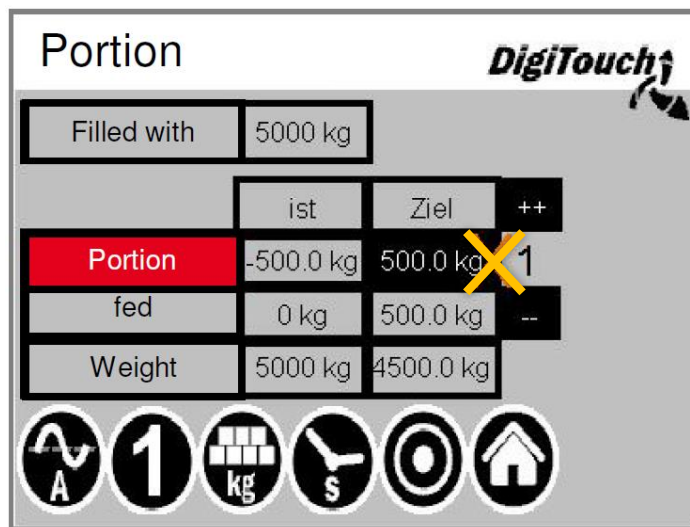 Portion
DigiTouch
Filled with 5000 kg
ist Ziel ++
Portion -500.0 kg 500.0 kg 1
fed 0 kg 500.0 kg --
Weight 5000 kg 4500.0 kg
A 1 kg s